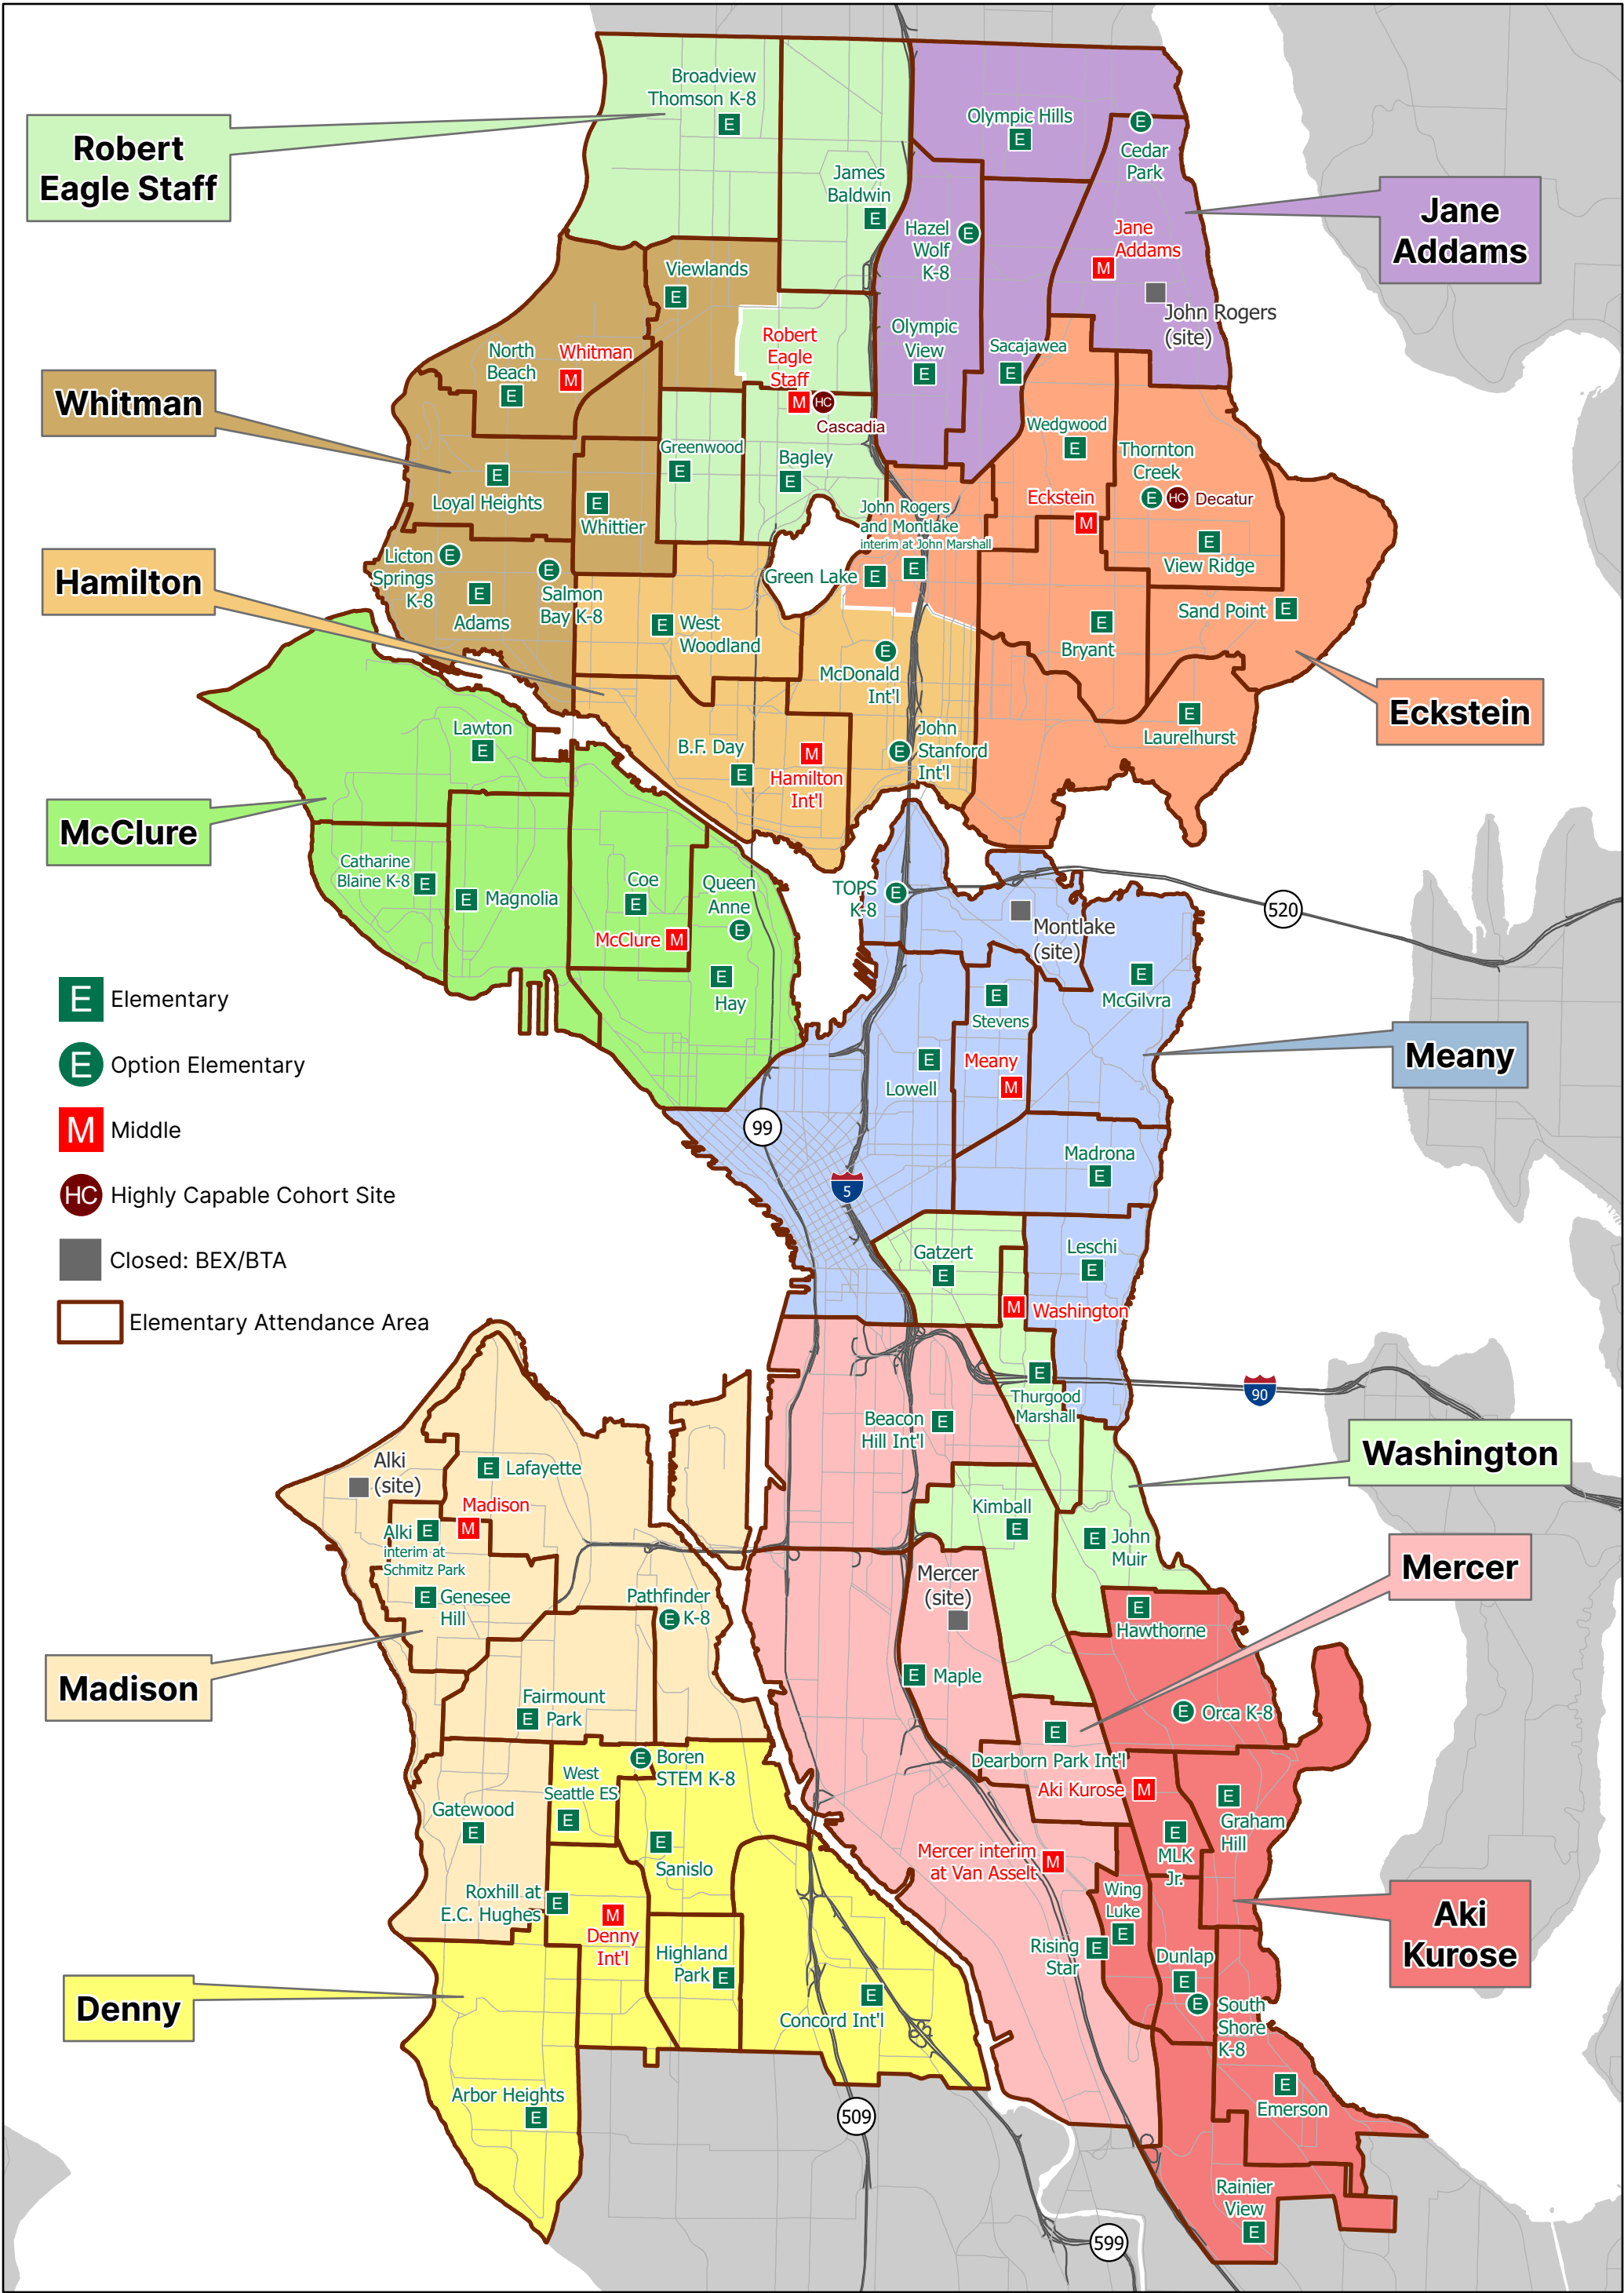 Robert
Eagle Staff
Broadview
Thomson K-8
E
James
Baldwin
E
Olympic Hills
E
E
Cedar
Park
Jane
Addams
Hazel
Wolf
K-8
E
Jane
Addams
M
John Rogers
(site)
Viewlands
E
Robert
Eagle
Staff
M
HC
Cascadia
Olympic
View
E
Sacajawea
E
North
Beach
E
Whitman
M
Whitman
Wedgwood
E
Thornton
Creek
E
HC
Decatur
Greenwood
E
Bagley
E
E
Loyal Heights
E
Whittier
Eckstein
M
John Rogers
and Montlake
interim at John Marshall
E
View Ridge
E
Licton
Springs
K-8
E
Hamilton
E
Adams
E
Salmon
Bay K-8
Green Lake
E
Sand Point
E
E
West
Woodland
E
McDonald
Int'l
E
Bryant
Eckstein
E
Laurelhurst
Lawton
E
B.F. Day
E
M
Hamilton
Int'l
E
John
Stanford
Int'l
McClure
Catharine
Blaine K-8
E
E
Magnolia
Coe
E
McClure
M
Queen
Anne
E
E
Hay
TOPS
K-8
E
520
Montlake
(site)
E
McGilvra
E
Stevens
E
Elementary
E
Option Elementary
M
Middle
HC
Highly Capable Cohort Site
Closed: BEX/BTA
Elementary Attendance Area
Meany
M
E
Lowell
Meany
99
5
Madrona
E
Gatzert
E
Leschi
E
M
Washington
E
Thurgood
Marshall
90
Beacon
Hill Int'l
E
Washington
Alki
(site)
E
Lafayette
Madison
M
Alki
E
interim at
Schmitz Park
Kimball
E
E
John
Muir
Mercer
Mercer
(site)
E
Genesee
Hill
Pathfinder
E
K-8
E
Hawthorne
Madison
E
Maple
E
Orca K-8
Fairmount
E
Park
E
Dearborn Park Int'l
Aki Kurose
M
E
Boren
STEM K-8
West
Seattle ES
E
Gatewood
E
E
Sanislo
E
Graham
Hill
E
MLK
Jr.
Mercer interim
at Van Asselt
M
Roxhill at
E.C. Hughes
E
M
Denny
Int'l
Wing
Luke
E
Aki
Kurose
Rising
Star
E
Highland
Park
E
Dunlap
E
E
South
Shore
K-8
Denny
E
Concord Int'l
E
Emerson
Arbor Heights
E
509
Rainier
View
E
599